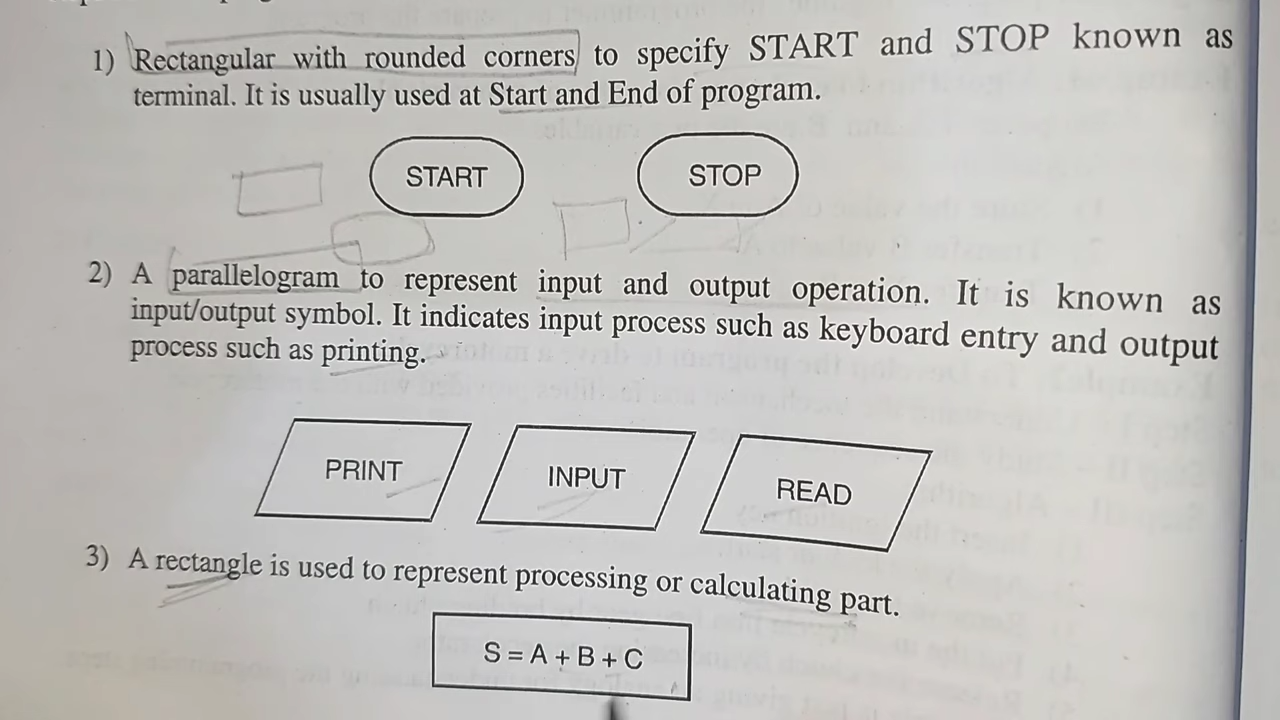 1) Rectangular with rounded corners to specify START and STOP known as
terminal. It is usually used at Start and End of program.
START STOP
2) A parallelogram to represent input and output operation. It is known as
input/output symbol. It indicates input process such as keyboard entry and output
process such as printing.
PRINT INPUT READ
3) A rectangle is used to represent processing or calculating part.
S = A + B + C